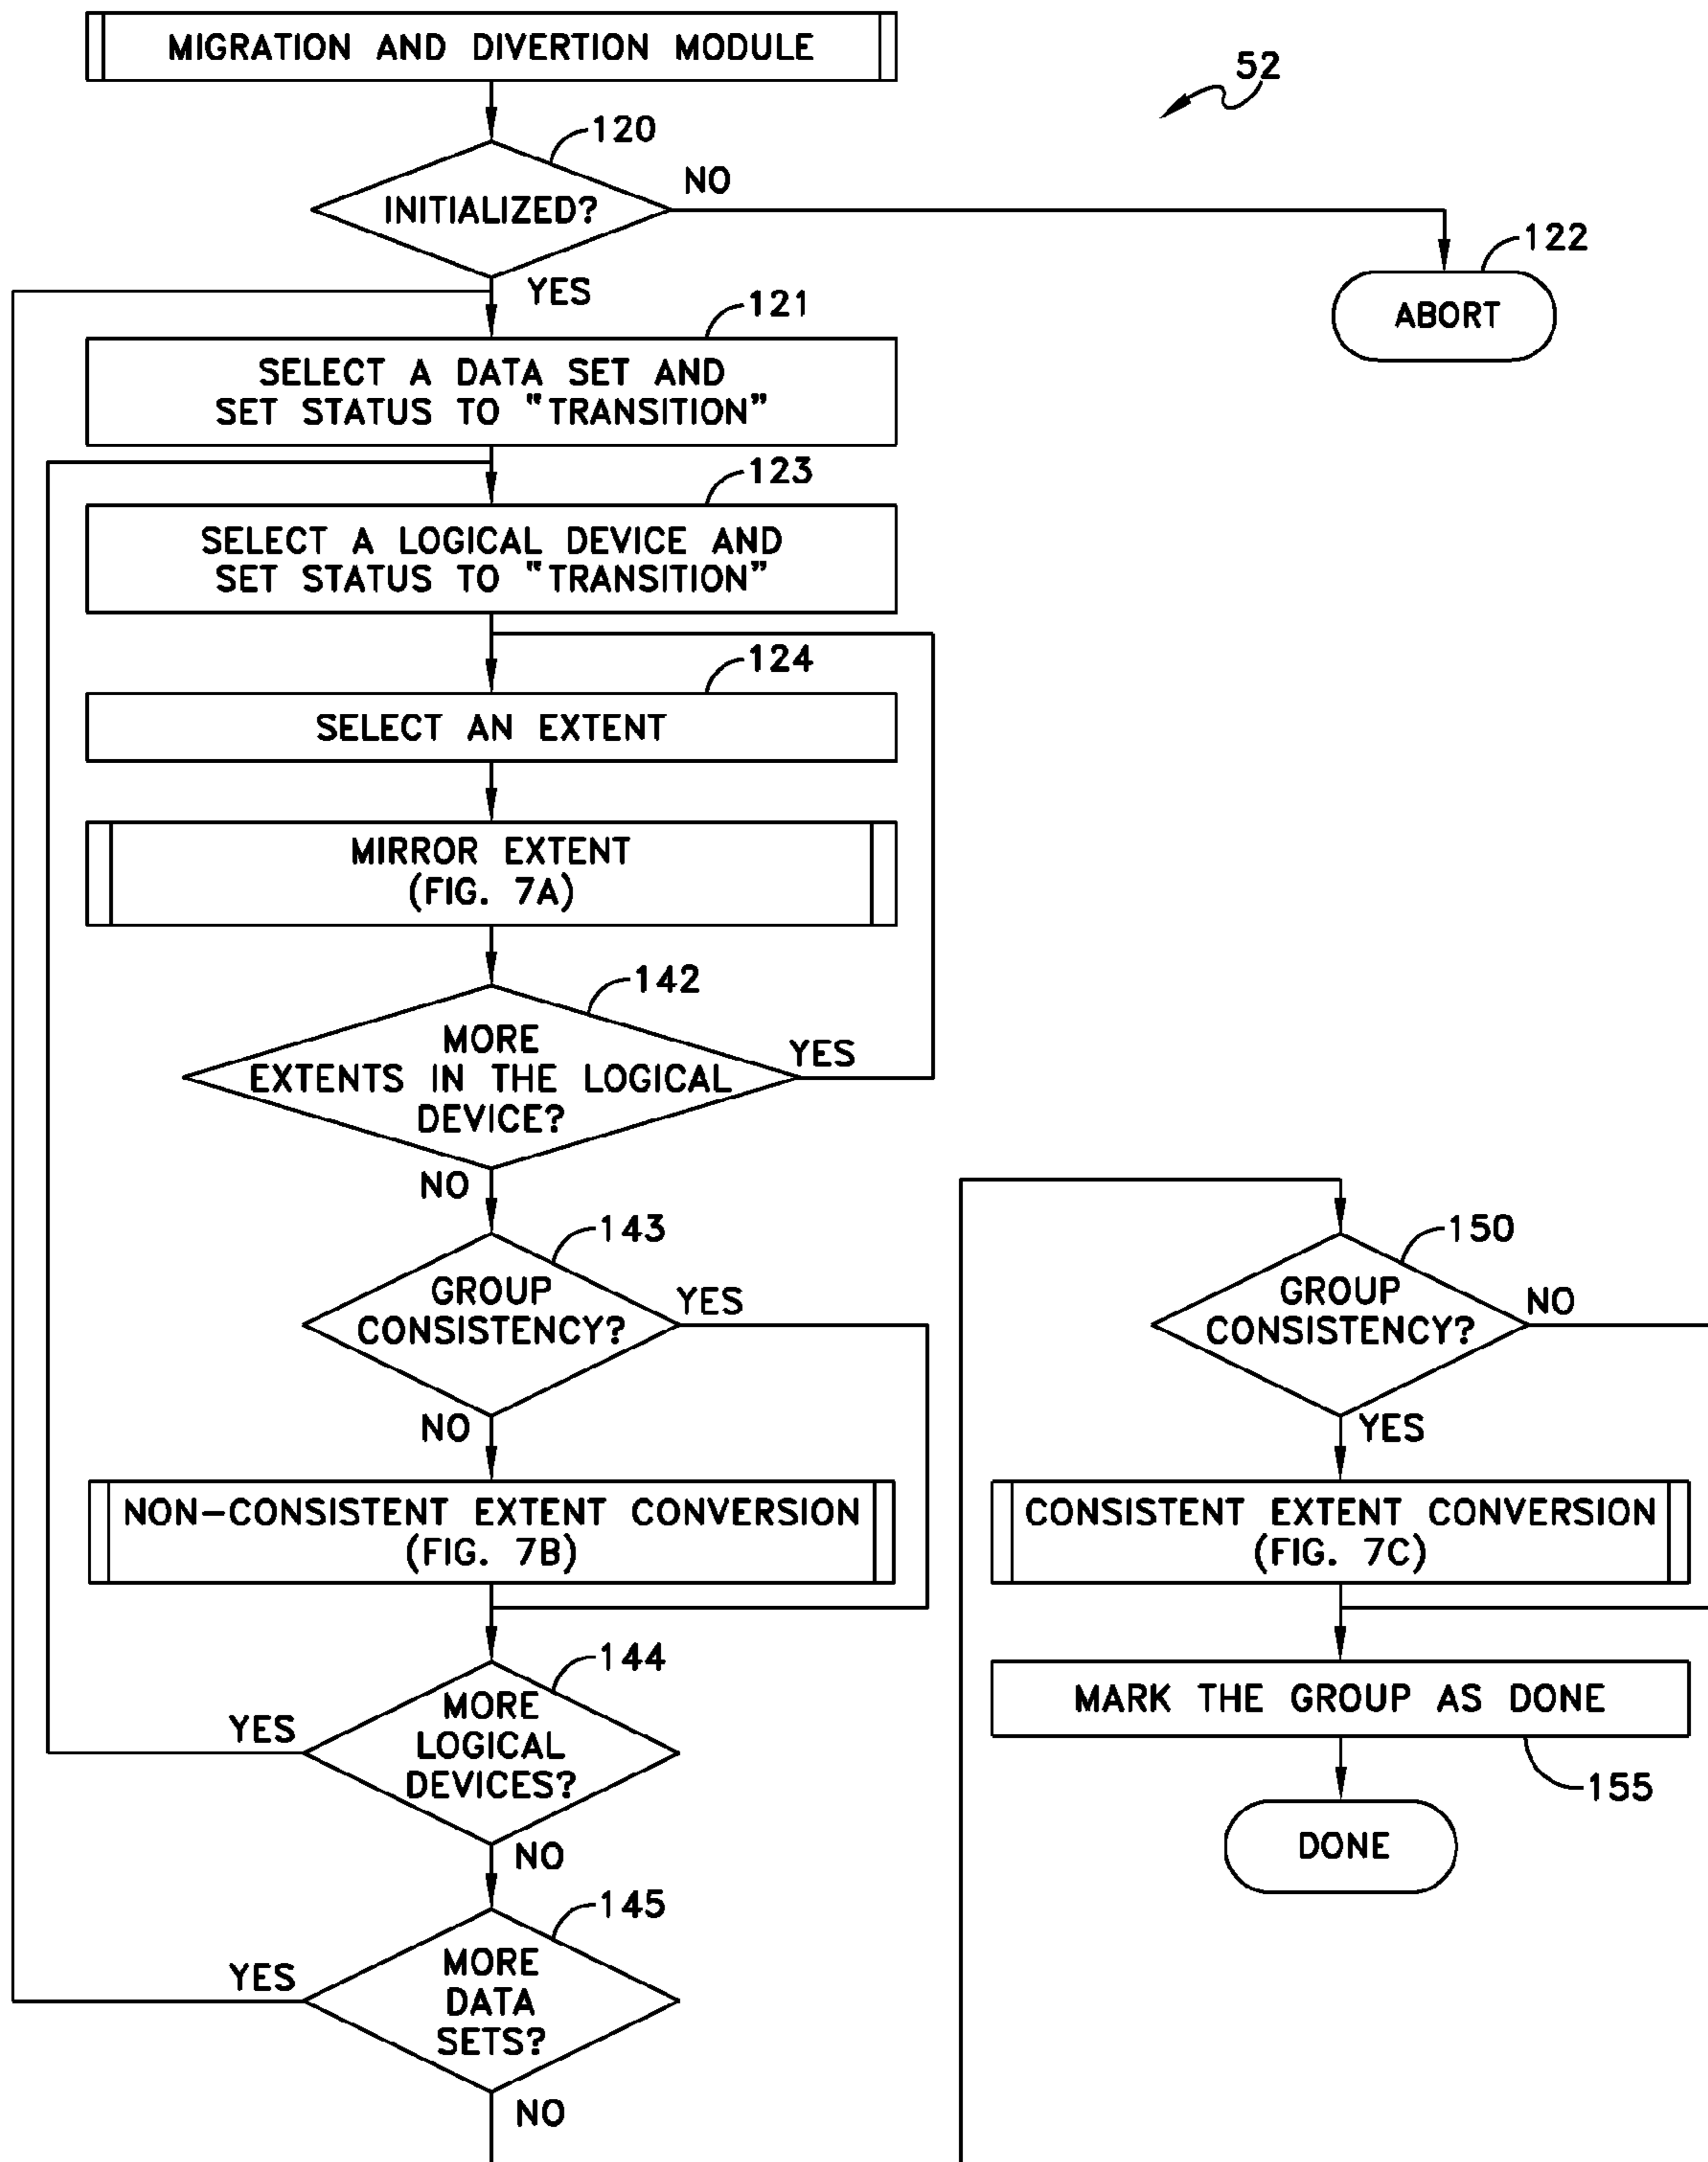 MIGRATION AND DIVERTION MODULE
52
120
INITIALIZED?
NO
YES
122
ABORT
121
SELECT A DATA SET AND
SET STATUS TO "TRANSITION"
123
SELECT A LOGICAL DEVICE AND
SET STATUS TO "TRANSITION"
124
SELECT AN EXTENT
MIRROR EXTENT
(FIG. 7A)
142
MORE
EXTENTS IN THE LOGICAL
DEVICE?
YES
NO
143
GROUP
CONSISTENCY?
YES
NO
NON-CONSISTENT EXTENT CONVERSION
(FIG. 7B)
144
MORE
LOGICAL
DEVICES?
YES
NO
145
MORE
DATA
SETS?
YES
NO
150
GROUP
CONSISTENCY?
NO
YES
CONSISTENT EXTENT CONVERSION
(FIG. 7C)
MARK THE GROUP AS DONE
155
DONE